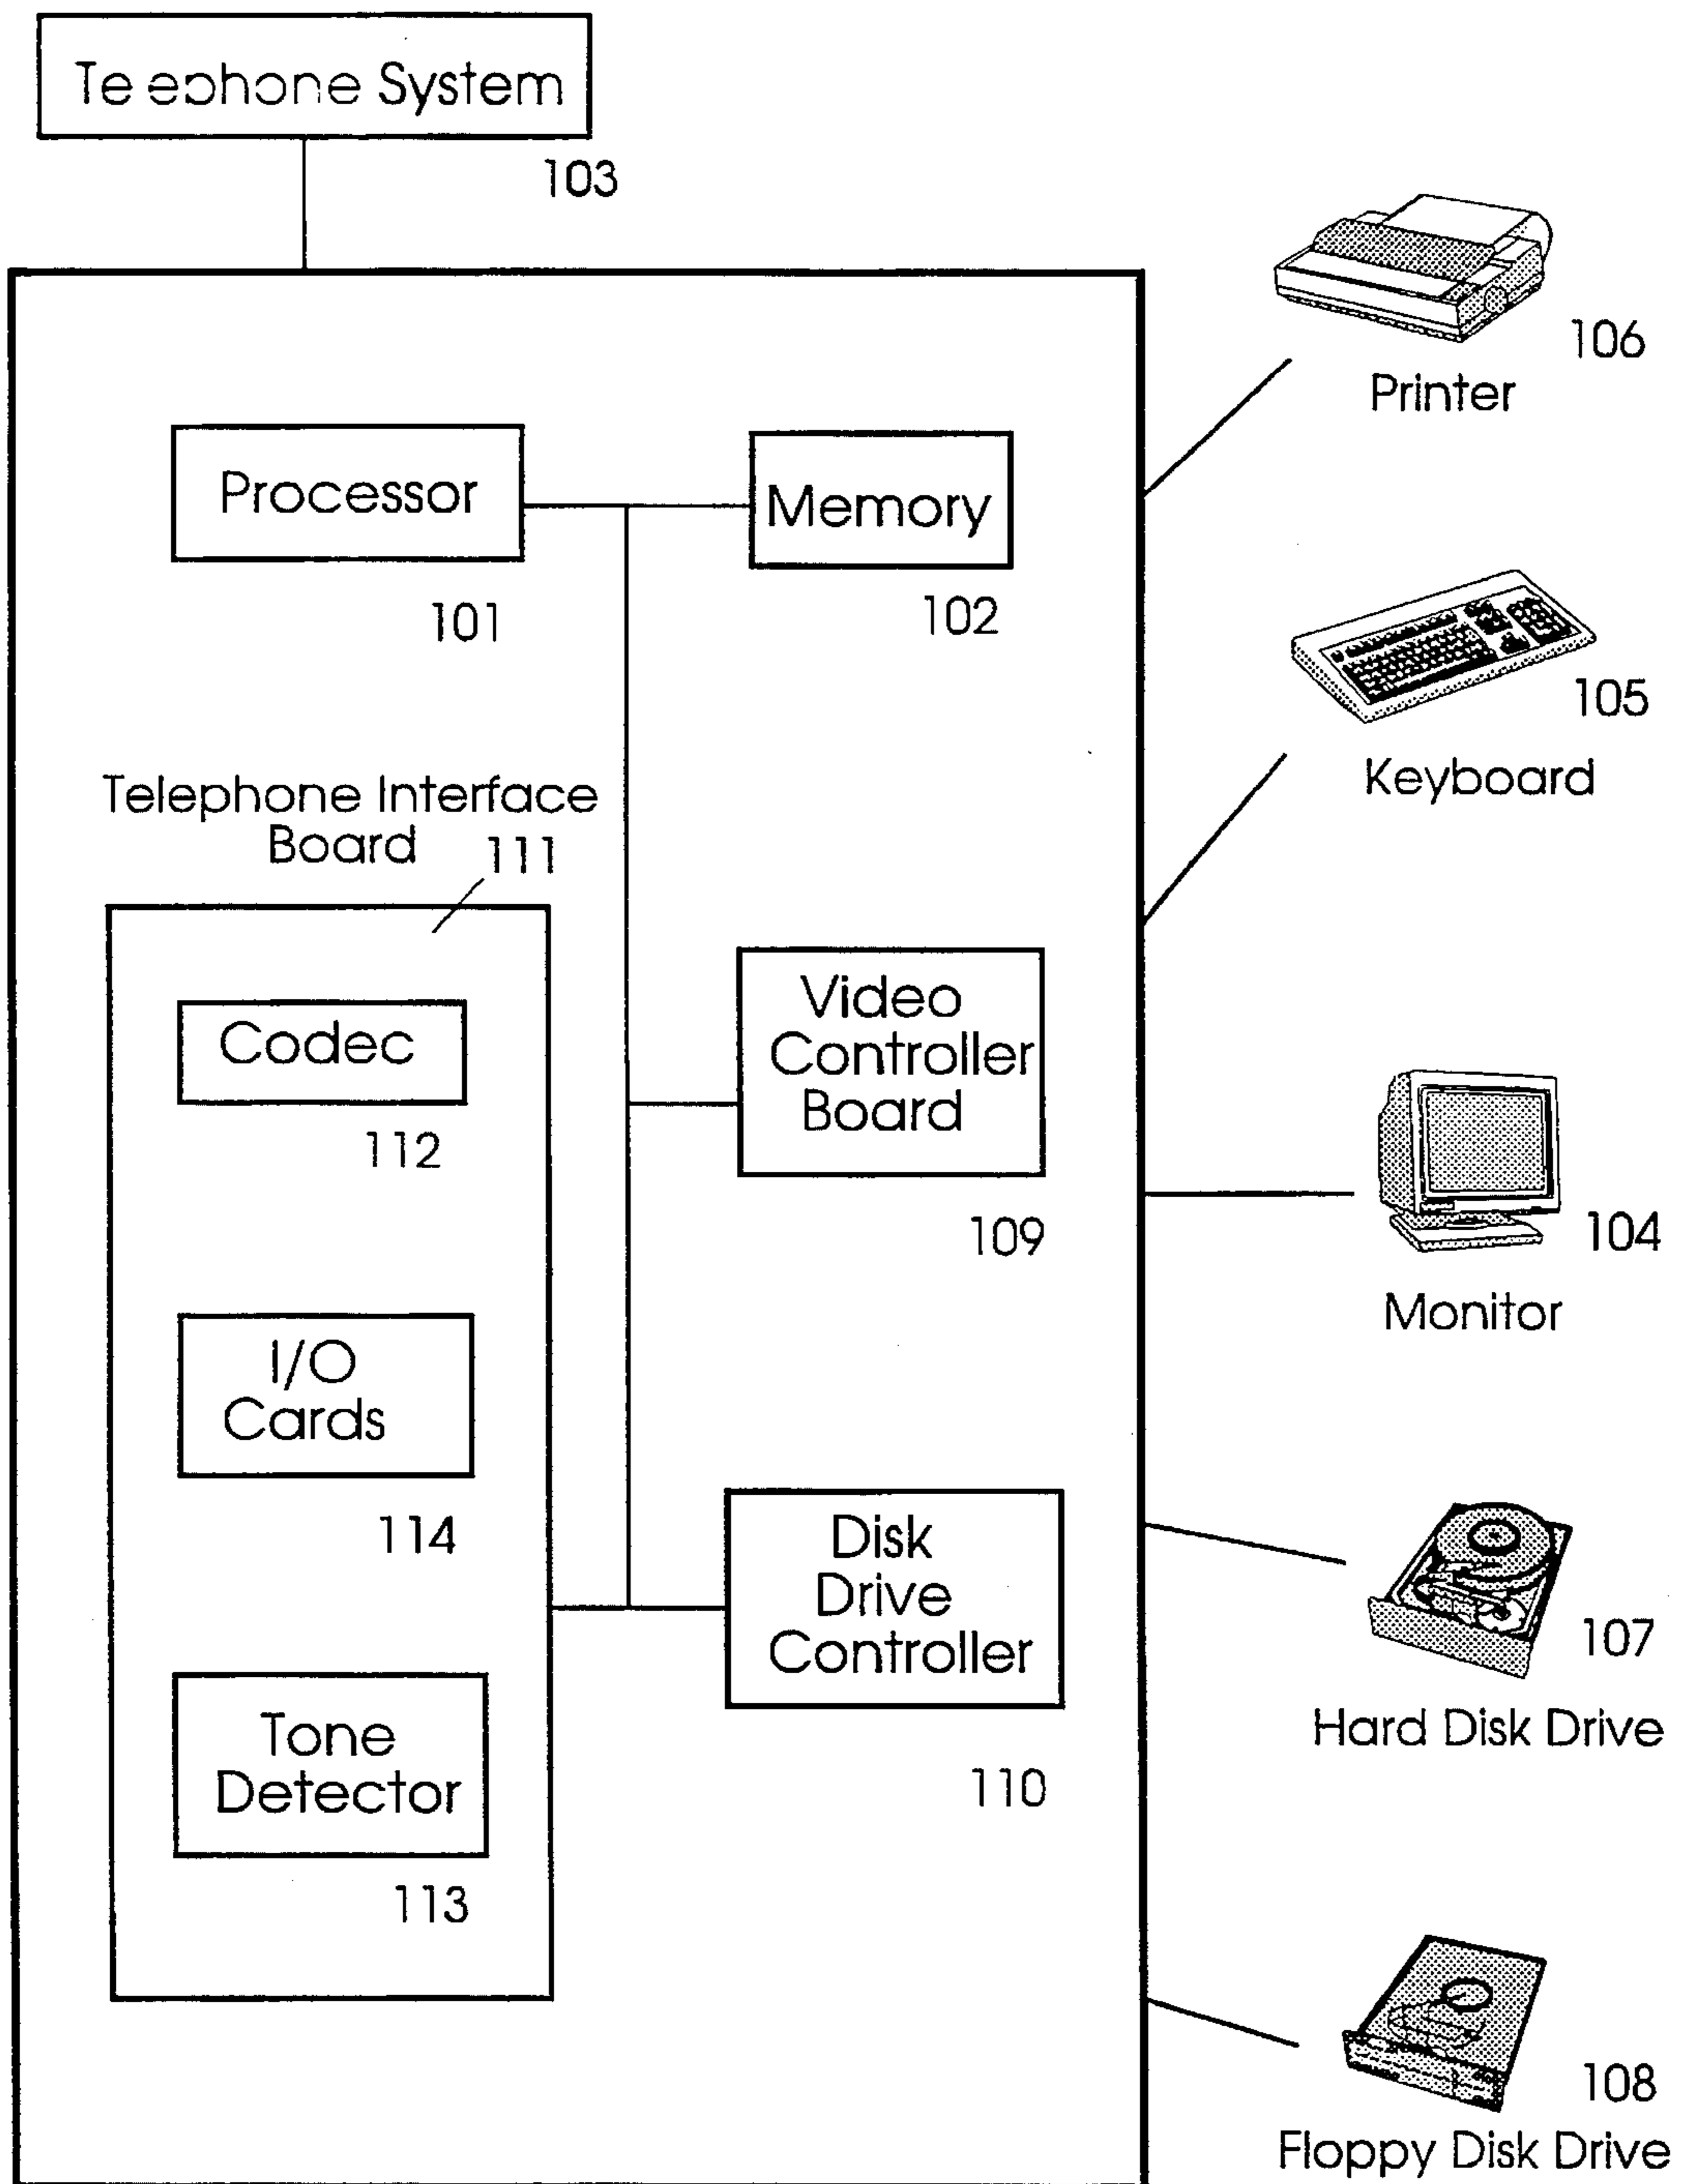 Telephone System
103
106
Printer
Processor
Memory
101
102
105
Keyboard
Telephone Interface
Board
111
Codec
112
Video
Controller
Board
109
104
Monitor
I/O
Cards
114
Disk
Drive
Controller
110
107
Hard Disk Drive
Tone
Detector
113
108
Floppy Disk Drive